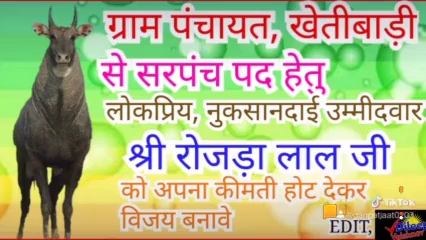 ग्राम पंचायत, खेतीबाड़ी
से सरपंच पद हेतु
लोकप्रिय, नुकसानदाई उम्मीदवार
श्री रोजड़ा लाल जी
को अपना कीमती होट देकर
विजय बनावे
TikTok
EDIT,